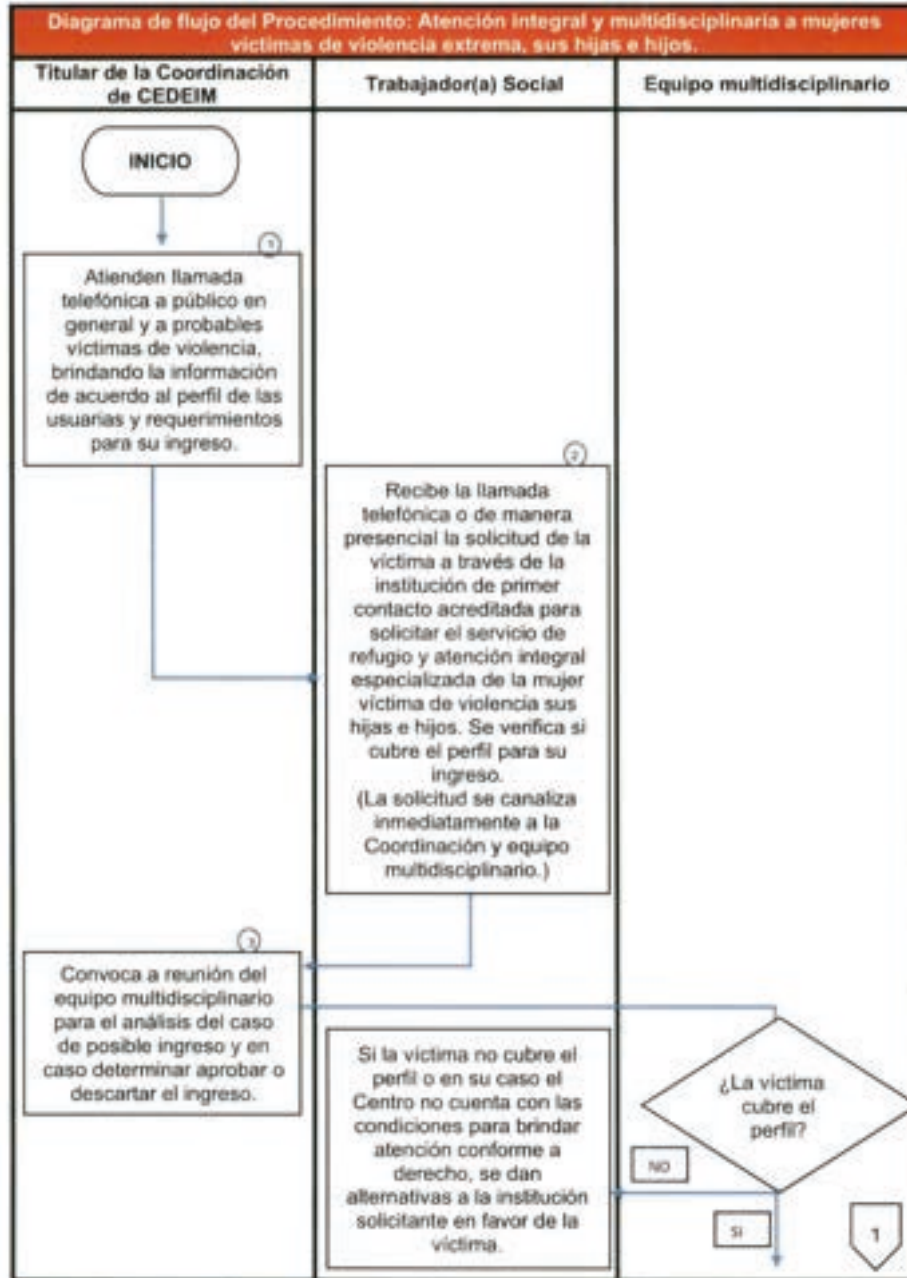 Diagrama de flujo del Procedimiento: Atención integral y multidisciplinaria a mujeres
víctimas de violencia extrema, sus hijas e hijos.
Titular de la Coordinación
de CEDEIM
Trabajador(a) Social
Equipo multidisciplinario
INICIO
1
Atienden llamada
telefónica a público en
general y a probables
víctimas de violencia,
brindando la información
de acuerdo al perfil de las
usuarias y requerimientos
para su ingreso.
2
Recibe la llamada
telefónica o de manera
presencial la solicitud de la
víctima a través de la
institución de primer
contacto acreditada para
solicitar el servicio de
refugio y atención integral
especializada de la mujer
víctima de violencia sus
hijas e hijos. Se verifica si
cubre el perfil para su
ingreso.
(La solicitud se canaliza
inmediatamente a la
Coordinación y equipo
multidisciplinario.)
3
Convoca a reunión del
equipo multidisciplinario
para el análisis del caso
de posible ingreso y en
caso determinar aprobar o
descartar el ingreso.
Si la víctima no cubre el
perfil o en su caso el
Centro no cuenta con las
condiciones para brindar
atención conforme a
derecho, se dan
alternativas a la institución
solicitante en favor de la
víctima.
¿La víctima
cubre el
perfil?
NO
SI
1